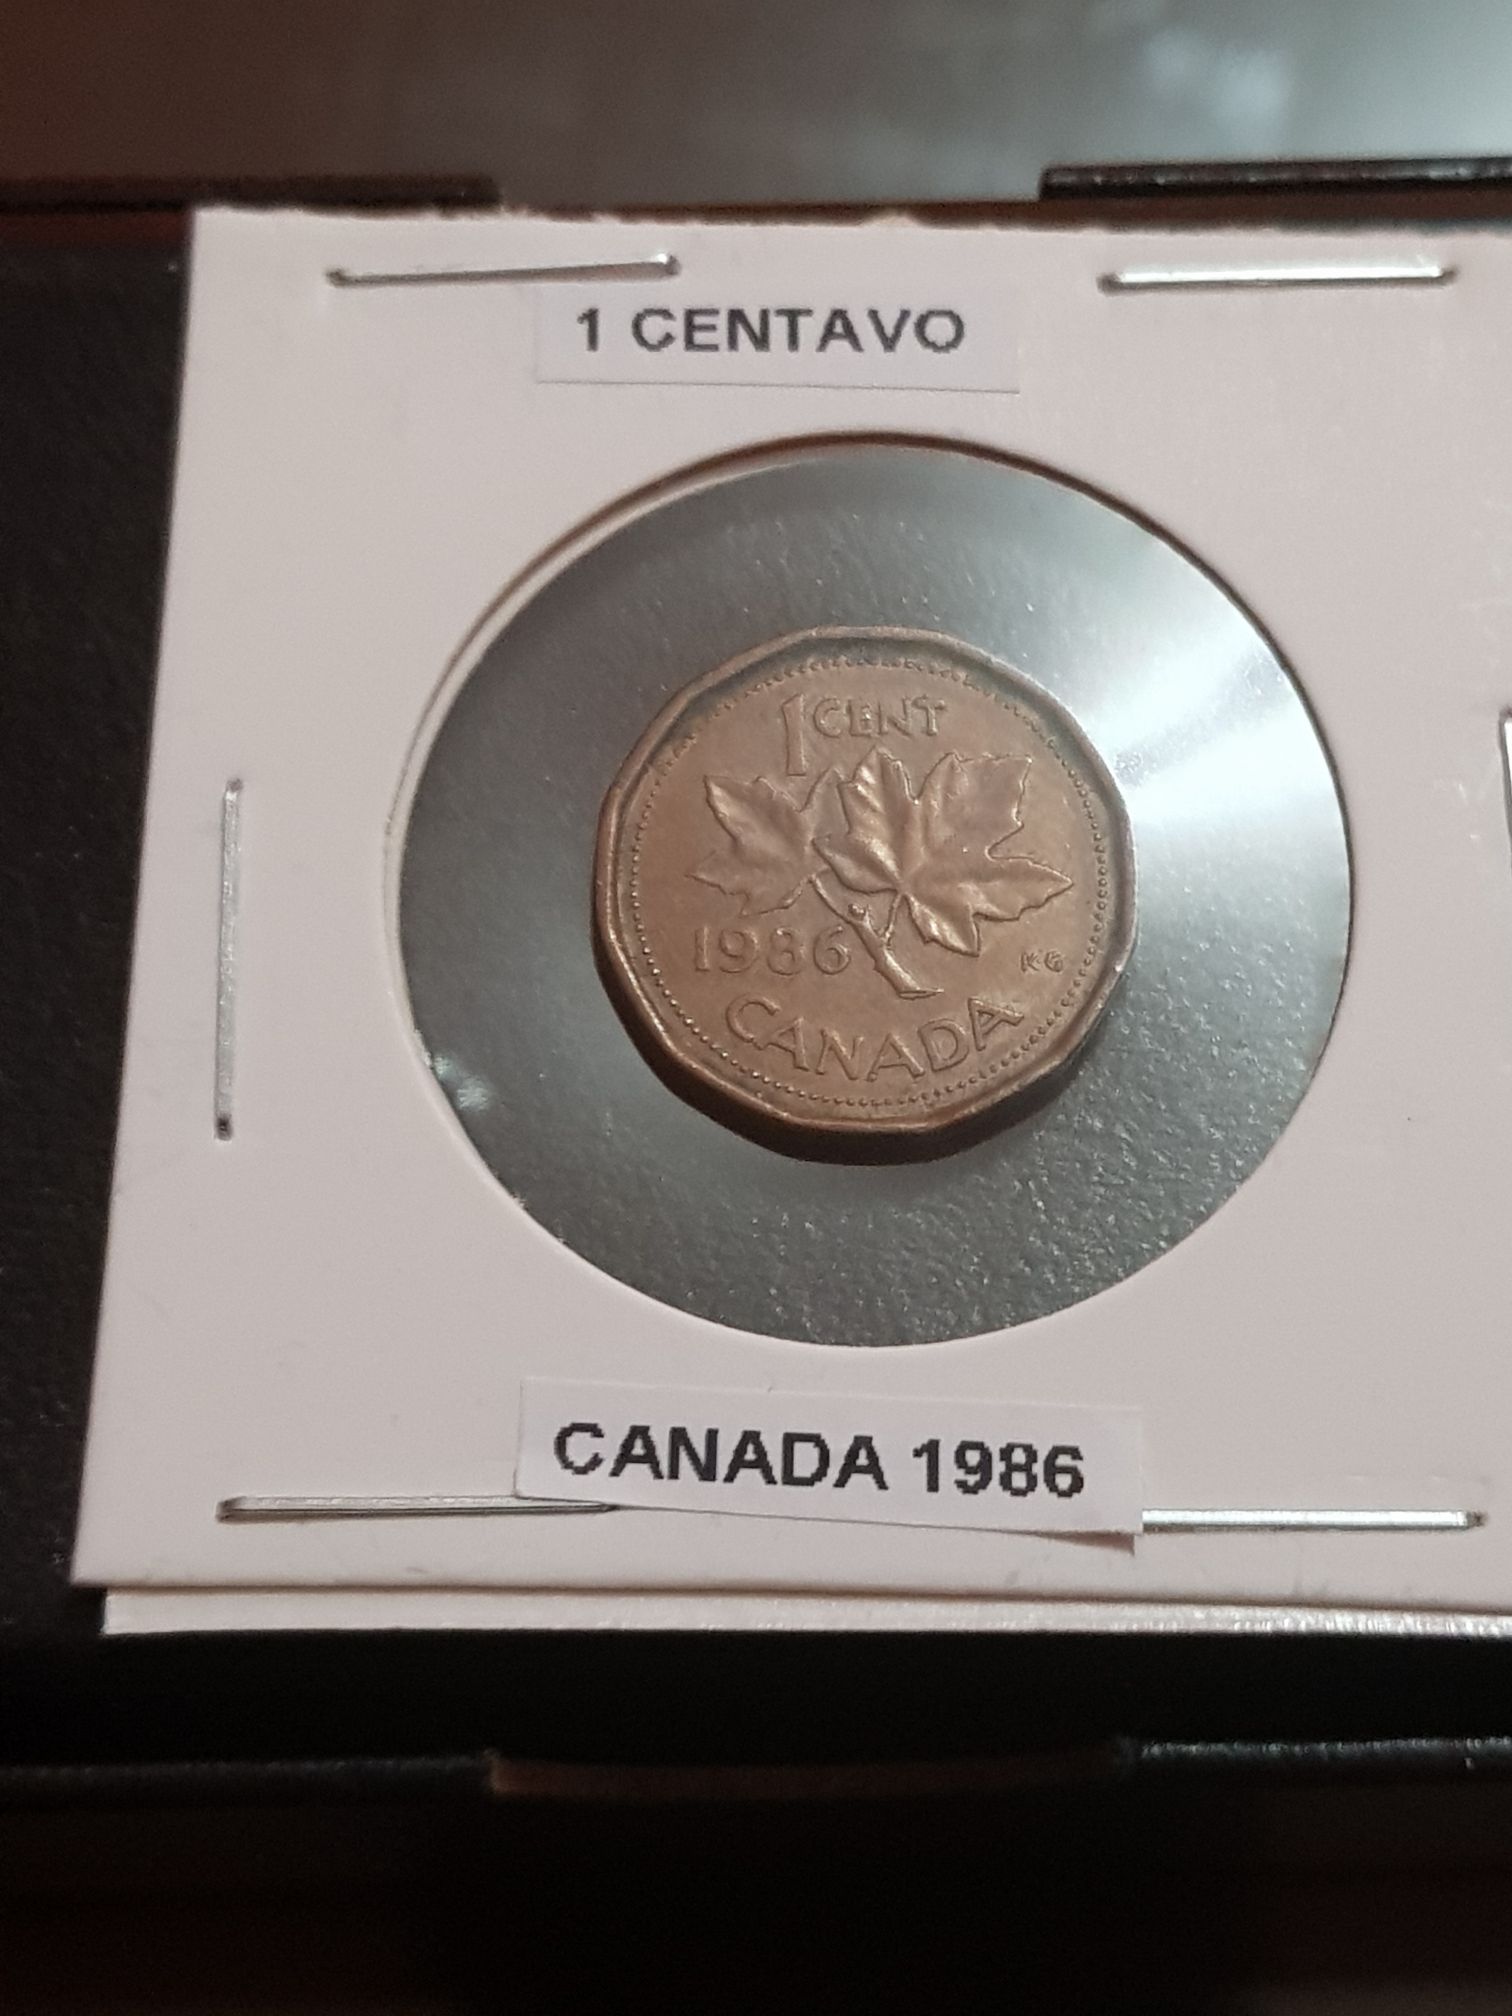 1 CENTAVO
1 CENT
1986
KG
CANADA
CANADA 1986